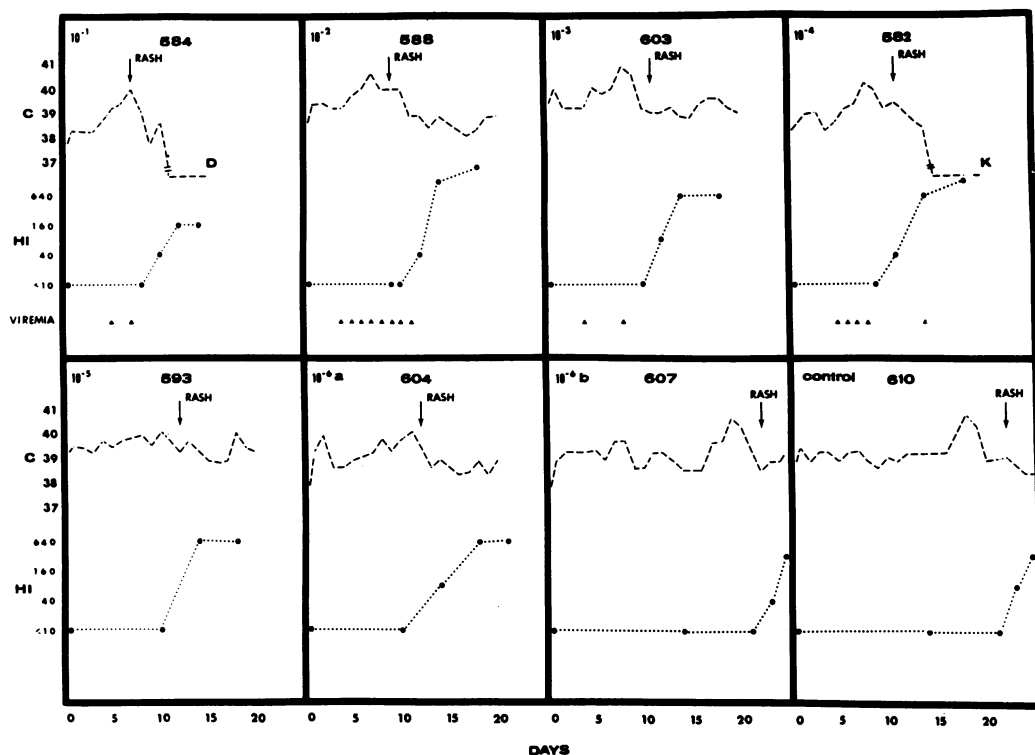 10⁻¹ 584
RASH
10⁻² 588
RASH
10⁻³ 603
RASH
10⁻⁴ 582
RASH
41
40
C 39
38
37
D
K
640
160
HI
40
<10
VIREMIA
10⁻⁵ 593
RASH
10⁻⁶ a 604
RASH
10⁻⁶ b 607
RASH
control 610
RASH
41
40
C 39
38
37
640
160
HI
40
<10
0 5 10 15 20
0 5 10 15 20
0 5 10 15 20
0 5 10 15 20
DAYS